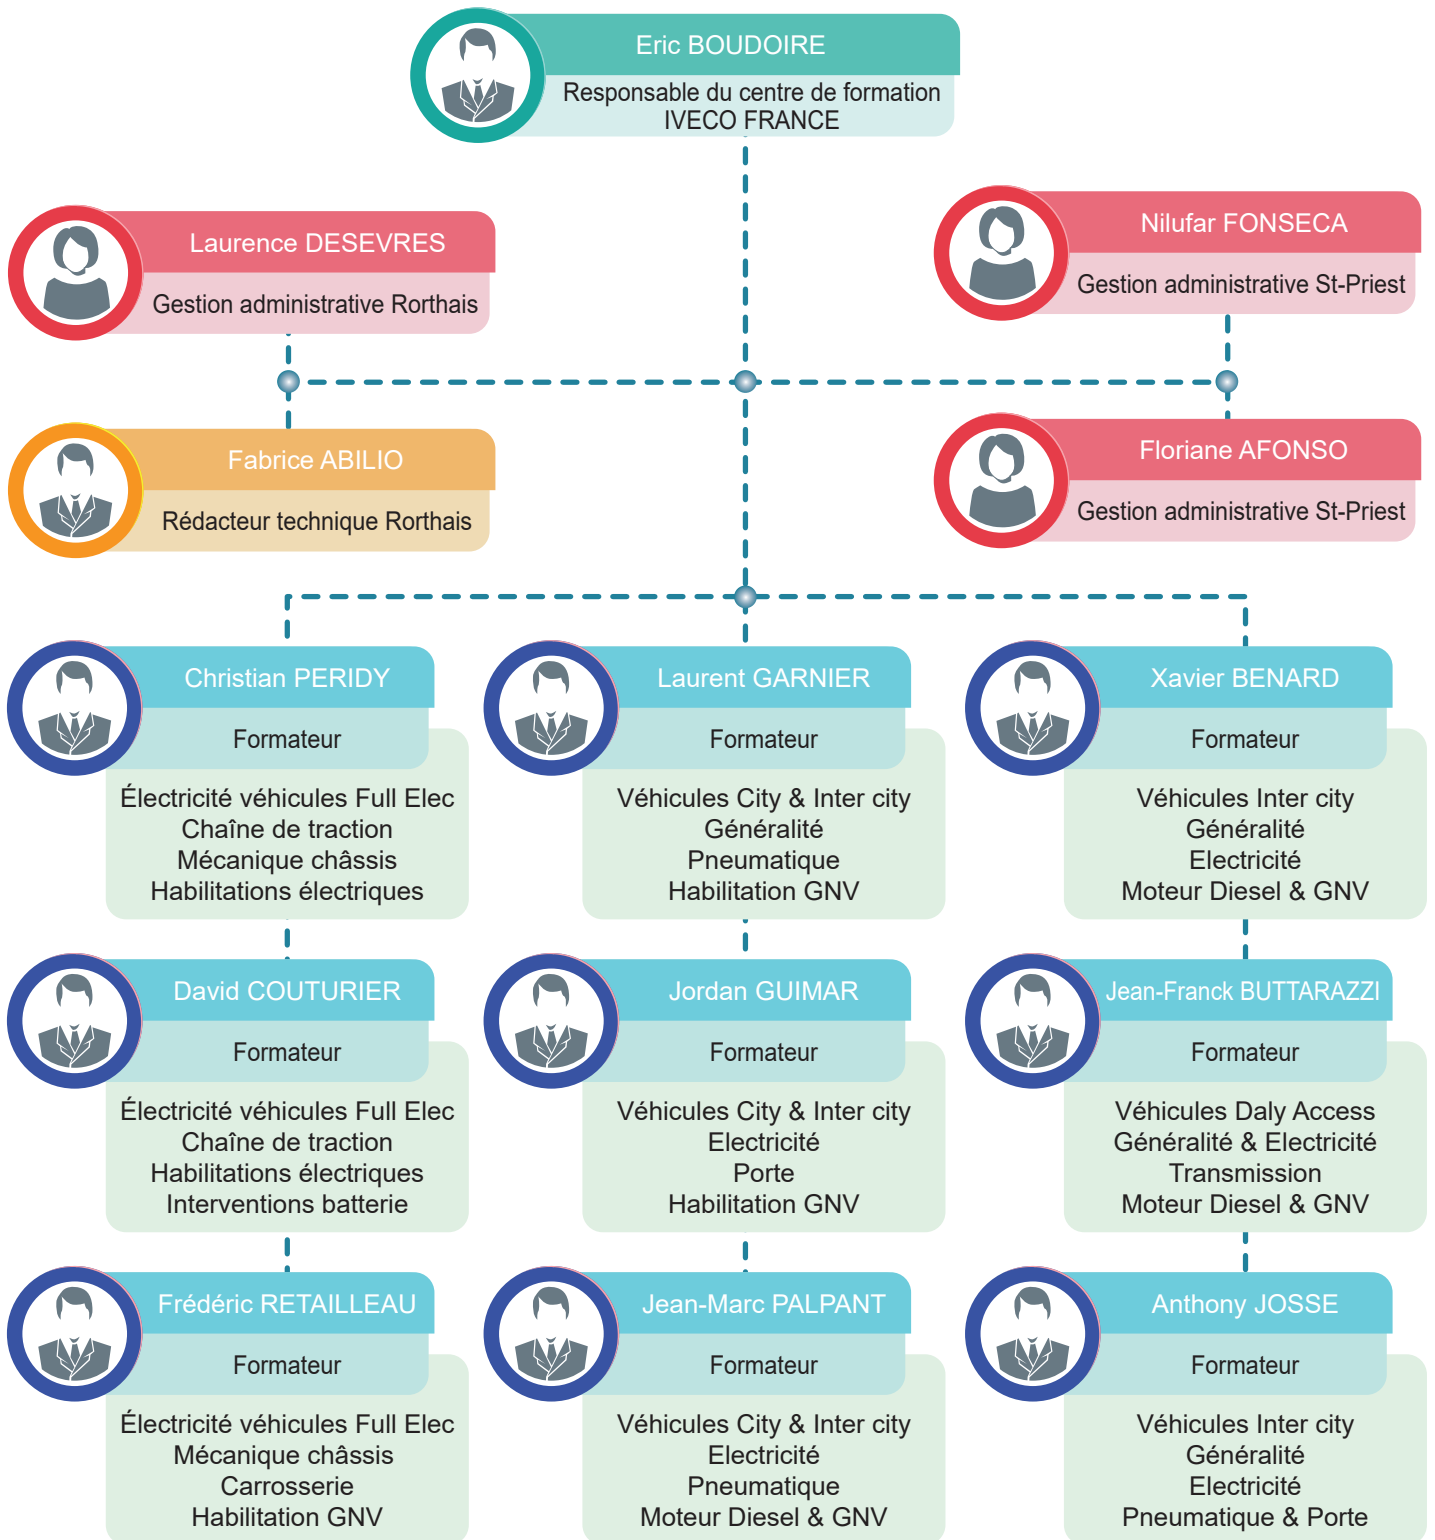 Eric BOUDOIRE
Responsable du centre de formation
IVECO FRANCE
Laurence DESEVRES
Gestion administrative Rorthais
Nilufar FONSECA
Gestion administrative St-Priest
Fabrice ABILIO
Rédacteur technique Rorthais
Floriane AFONSO
Gestion administrative St-Priest
Christian PERIDY
Formateur
Électricité véhicules Full Elec
Chaîne de traction
Mécanique châssis
Habilitations électriques
Laurent GARNIER
Formateur
Véhicules City & Inter city
Généralité
Pneumatique
Habilitation GNV
Xavier BENARD
Formateur
Véhicules Inter city
Généralité
Electricité
Moteur Diesel & GNV
David COUTURIER
Formateur
Électricité véhicules Full Elec
Chaîne de traction
Habilitations électriques
Interventions batterie
Jordan GUIMAR
Formateur
Véhicules City & Inter city
Electricité
Porte
Habilitation GNV
Jean-Franck BUTTARAZZI
Formateur
Véhicules Daly Access
Généralité & Electricité
Transmission
Moteur Diesel & GNV
Frédéric RETAILLEAU
Formateur
Électricité véhicules Full Elec
Mécanique châssis
Carrosserie
Habilitation GNV
Jean-Marc PALPANT
Formateur
Véhicules City & Inter city
Electricité
Pneumatique
Moteur Diesel & GNV
Anthony JOSSE
Formateur
Véhicules Inter city
Généralité
Electricité
Pneumatique & Porte